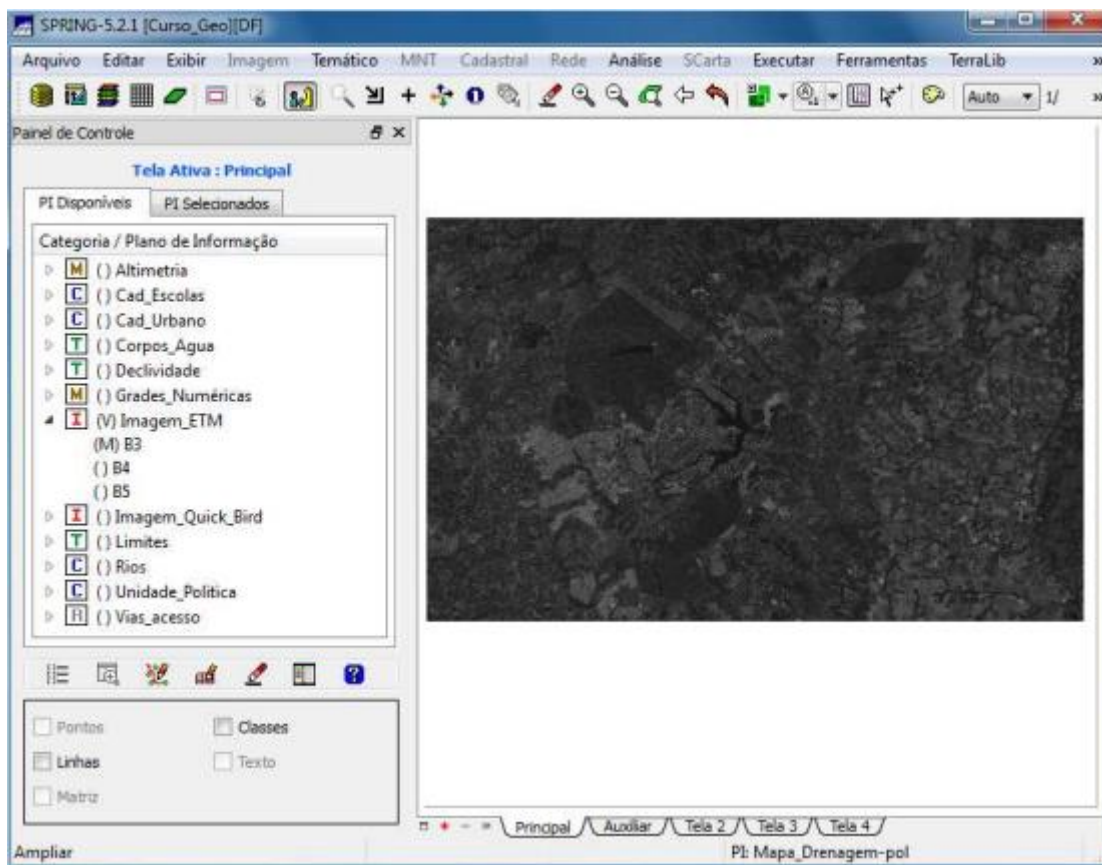 SPRING-5.2.1 [Curso_Geo][DF]
Arquivo Editar Exibir Imagem Temático MNT Cadastral Rede Análise SCarta Executar Ferramentas TerraLib »
Auto 1/ »
Painel de Controle
Tela Ativa : Principal
PI Disponíveis PI Selecionados
Categoria / Plano de Informação
M ( ) Altimetria
C ( ) Cad_Escolas
C ( ) Cad_Urbano
T ( ) Corpos_Agua
T ( ) Declividade
M ( ) Grades_Numéricas
I (V) Imagem_ETM
(M) B3
( ) B4
( ) B5
I ( ) Imagem_Quick_Bird
T ( ) Limites
C ( ) Rios
C ( ) Unidade_Política
R ( ) Vias_acesso
Pontos Classes
Linhas Texto
Matriz
Principal Auxiliar Tela 2 Tela 3 Tela 4
Ampliar PI: Mapa_Drenagem-pol